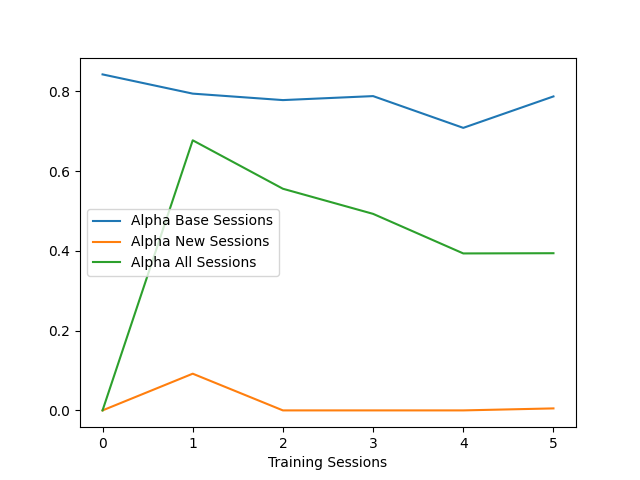 0.8
0.6
0.4
0.2
0.0
Alpha Base Sessions
Alpha New Sessions
Alpha All Sessions
0 1 2 3 4 5
Training Sessions